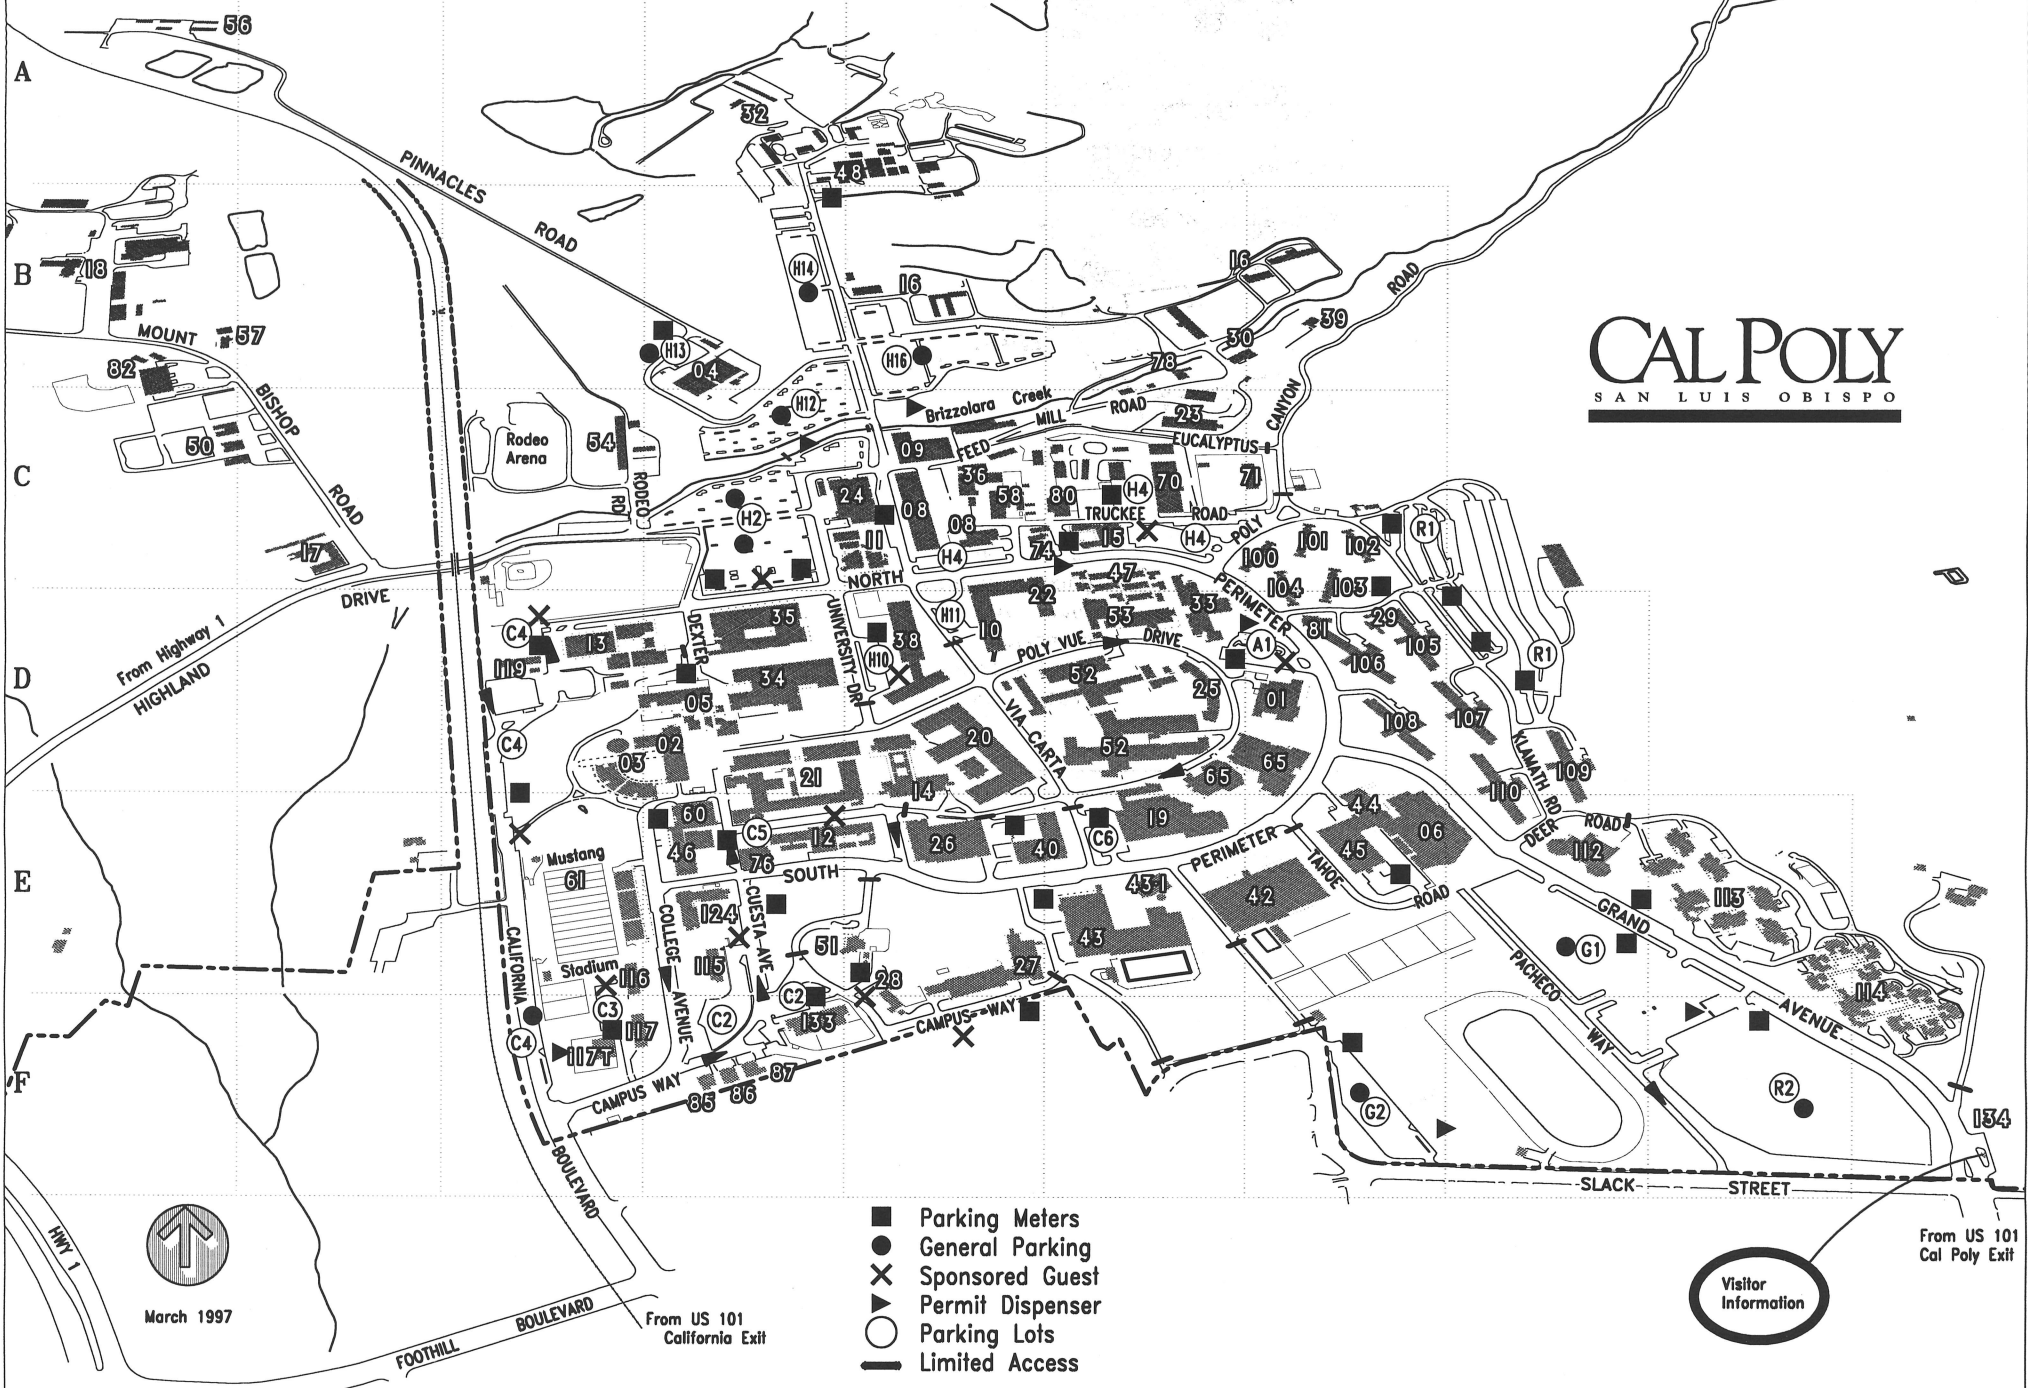 A
56
32
48
PINNACLES
ROAD
B
18
H14
16
16
ROAD
MOUNT
57
82
H13
04
H16
30
39
78
CAL POLY
SAN LUIS OBISPO
BISHOP
ROAD
H12
Brizzolara Creek
MILL
ROAD
23
CANYON
C
50
Rodeo
Arena
54
RODEO
RD
09
FEED
EUCALYPTUS
36
24
08
58
80
H4
70
71
H2
08
TRUCKEE
ROAD
POLY
R1
17
11
H4
74
15
H4
100
101
102
NORTH
47
104
103
DRIVE
22
PERIMETER
From Highway 1
HIGHLAND
C4
13
DEXTER
35
UNIVERSITY DR
H11
38
10
53
33
81
29
105
POLY VUE
DRIVE
A1
D
119
H10
106
R1
34
52
25
01
05
VIA CARTA
108
107
C4
02
20
52
65
KLAMATH RD
03
21
65
109
14
110
44
60
C5
12
26
40
C6
19
06
DEER
ROAD
46
76
PERIMETER
45
112
Mustang
61
SOUTH
TAHOE
ROAD
E
431
42
113
124
CUESTA AVE
GRAND
COLLEGE
AVENUE
51
43
G1
CALIFORNIA
115
27
PACHECO
WAY
Stadium
116
28
114
C3
C2
AVENUE
C2
133
CAMPUS WAY
117
C4
117T
F
CAMPUS WAY
87
86
85
G2
R2
134
BOULEVARD
SLACK
STREET
HWY 1
March 1997
Parking Meters
General Parking
Sponsored Guest
Permit Dispenser
Parking Lots
Limited Access
From US 101
Cal Poly Exit
Visitor
Information
From US 101
California Exit
FOOTHILL
BOULEVARD